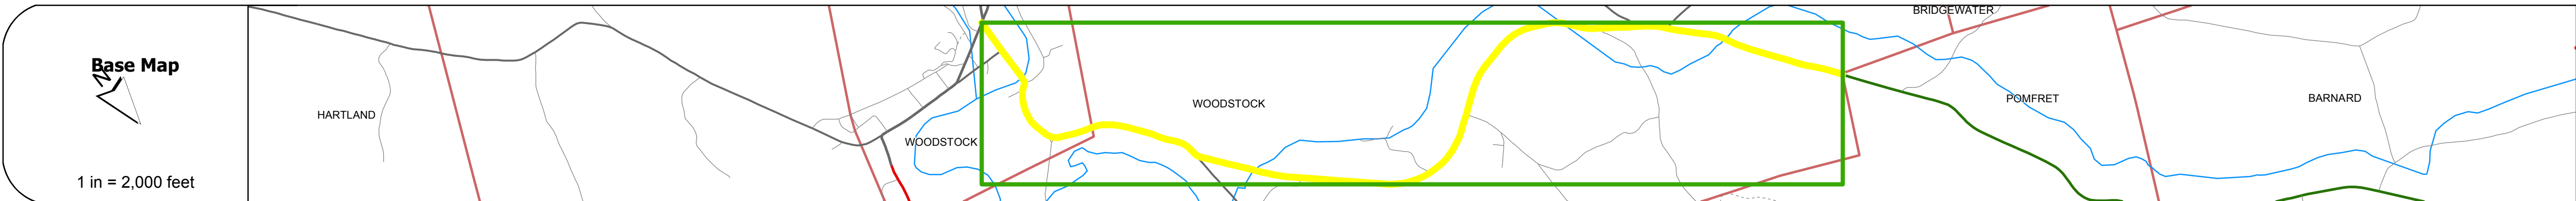 Base Map
N
1 in = 2,000 feet
HARTLAND
WOODSTOCK
WOODSTOCK
BRIDGEWATER
POMFRET
BARNARD